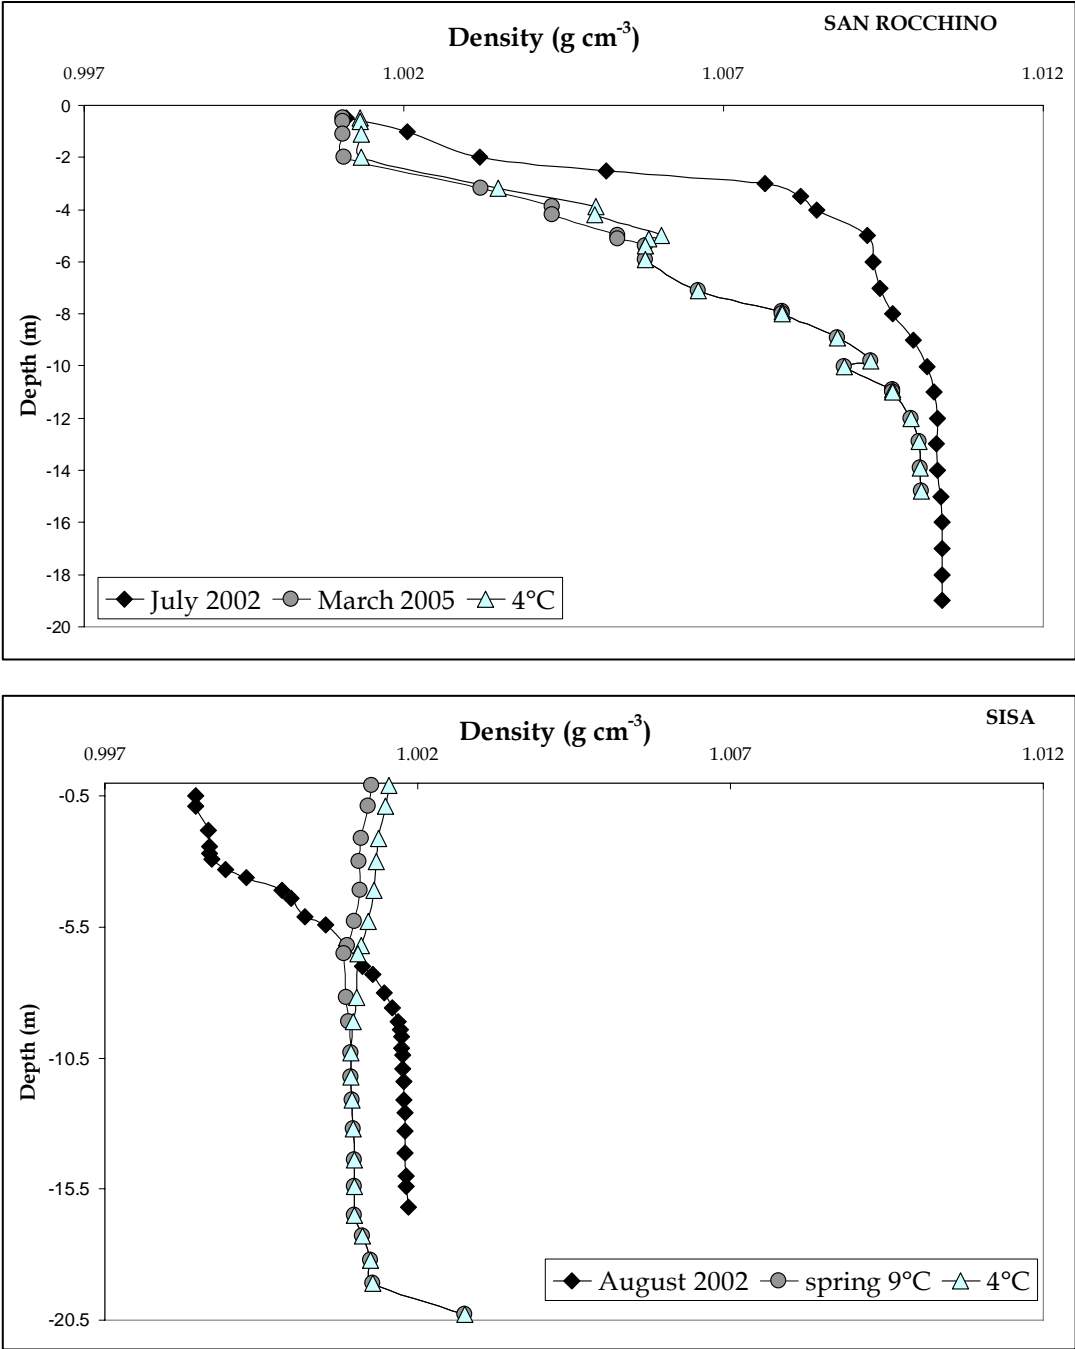 SAN ROCCHINO
Density (g cm-3)
0.997 1.002 1.007 1.012
0
-2
-4
-6
-8
-10
-12
-14
-16
-18
-20
Depth (m)
July 2002 March 2005 4°C
SISA
Density (g cm-3)
0.997 1.002 1.007 1.012
-0.5
-5.5
-10.5
-15.5
-20.5
Depth (m)
August 2002 spring 9°C 4°C